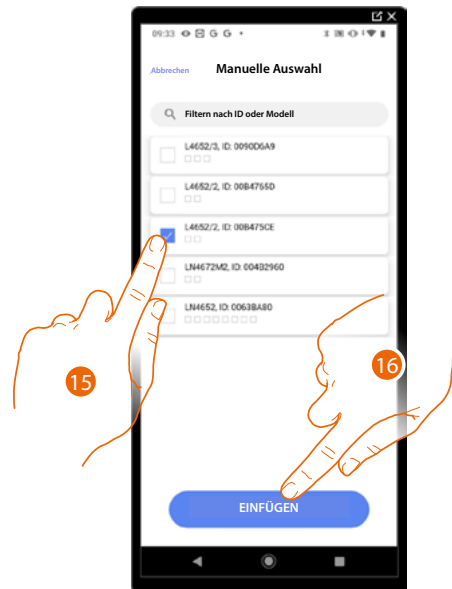 09:33 G G
Abbrechen Manuelle Auswahl
Filtern nach ID oder Modell
L4652/3, ID: 0090D6A9
L4652/2, ID: 00B4765D
L4652/2, ID: 00B475CE
LN4672M2, ID: 004B2960
LN4652, ID: 0063BA80
15
16
EINFÜGEN